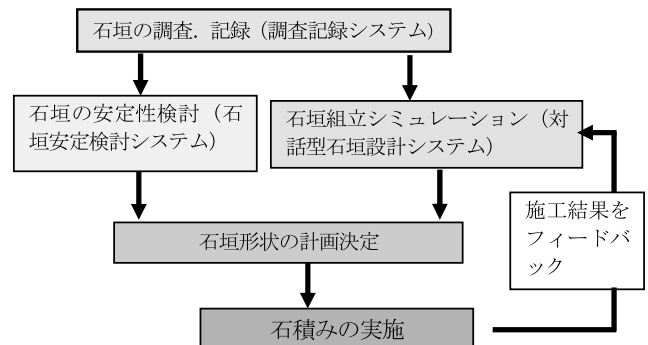 石垣の調査．記録（調査記録システム）
石垣の安定性検討（石
垣安定検討システム）
石垣組立シミュレーション（対
話型石垣設計システム）
石垣形状の計画決定
施工結果を
フィードバ
ック
石積みの実施